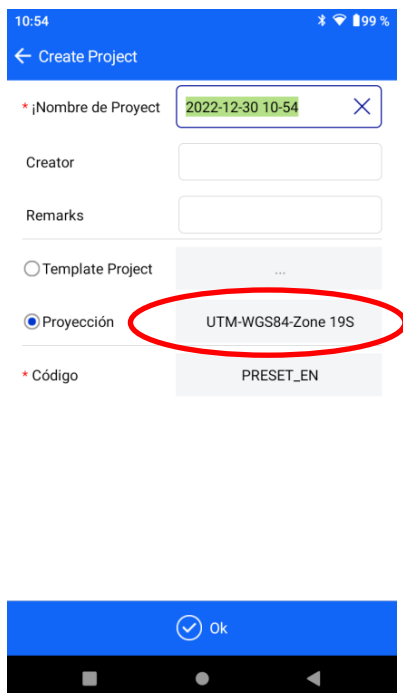 10:54 99 %
Create Project
* ¡Nombre de Proyect 2022-12-30 10-54
Creator
Remarks
Template Project ...
Proyección UTM-WGS84-Zone 19S
* Código PRESET_EN
Ok